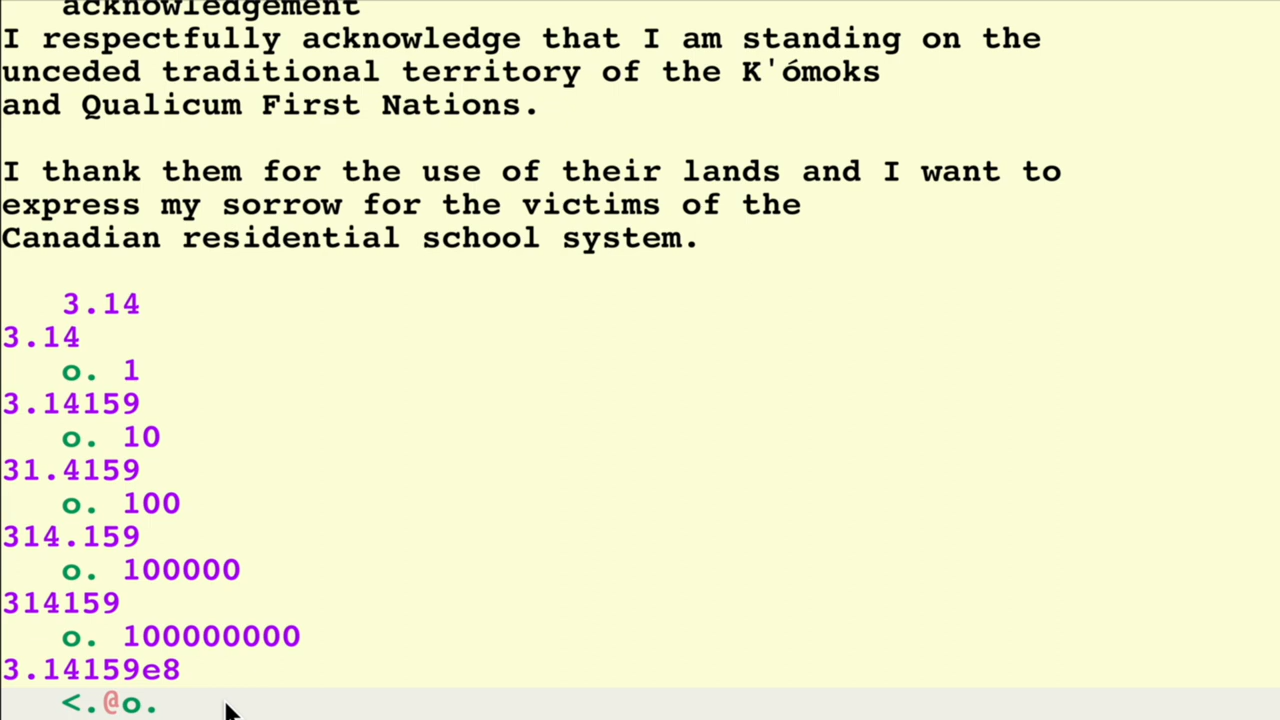 acknowledgement
I respectfully acknowledge that I am standing on the
unceded traditional territory of the K'ómoks
and Qualicum First Nations.
I thank them for the use of their lands and I want to
express my sorrow for the victims of the
Canadian residential school system.
3.14
3.14
o. 1
3.14159
o. 10
31.4159
o. 100
314.159
o. 100000
314159
o. 100000000
3.14159e8
<.@o.